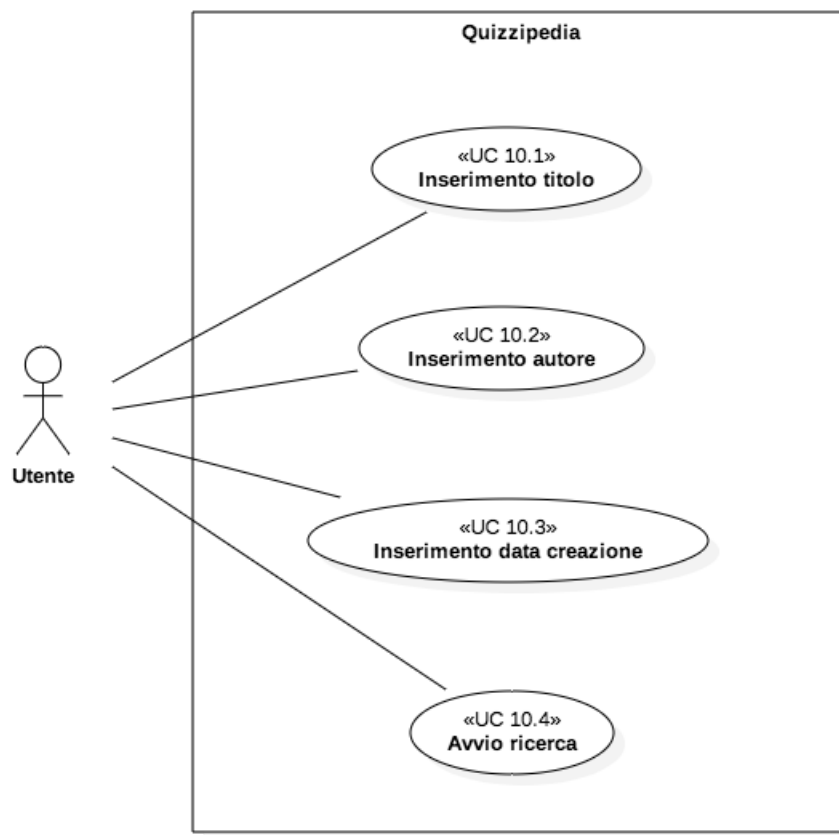 Quizzipedia
«UC 10.1»
Inserimento titolo
«UC 10.2»
Inserimento autore
Utente
«UC 10.3»
Inserimento data creazione
«UC 10.4»
Avvio ricerca